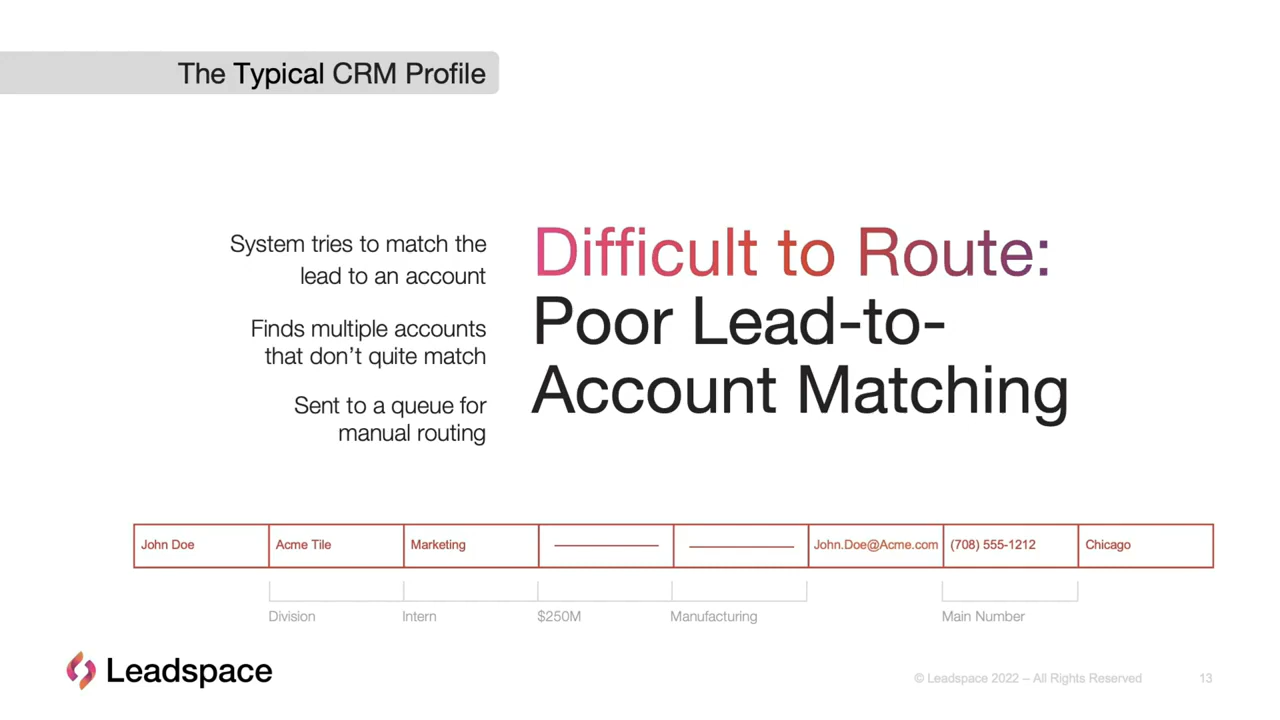 The Typical CRM Profile
System tries to match the
lead to an account
Finds multiple accounts
that don't quite match
Sent to a queue for
manual routing
Difficult to Route:
Poor Lead-to-
Account Matching
John Doe
Acme Tile
Marketing
John.Doe@Acme.com
(708) 555-1212
Chicago
Division
Intern
$250M
Manufacturing
Main Number
Leadspace
© Leadspace 2022 – All Rights Reserved
13